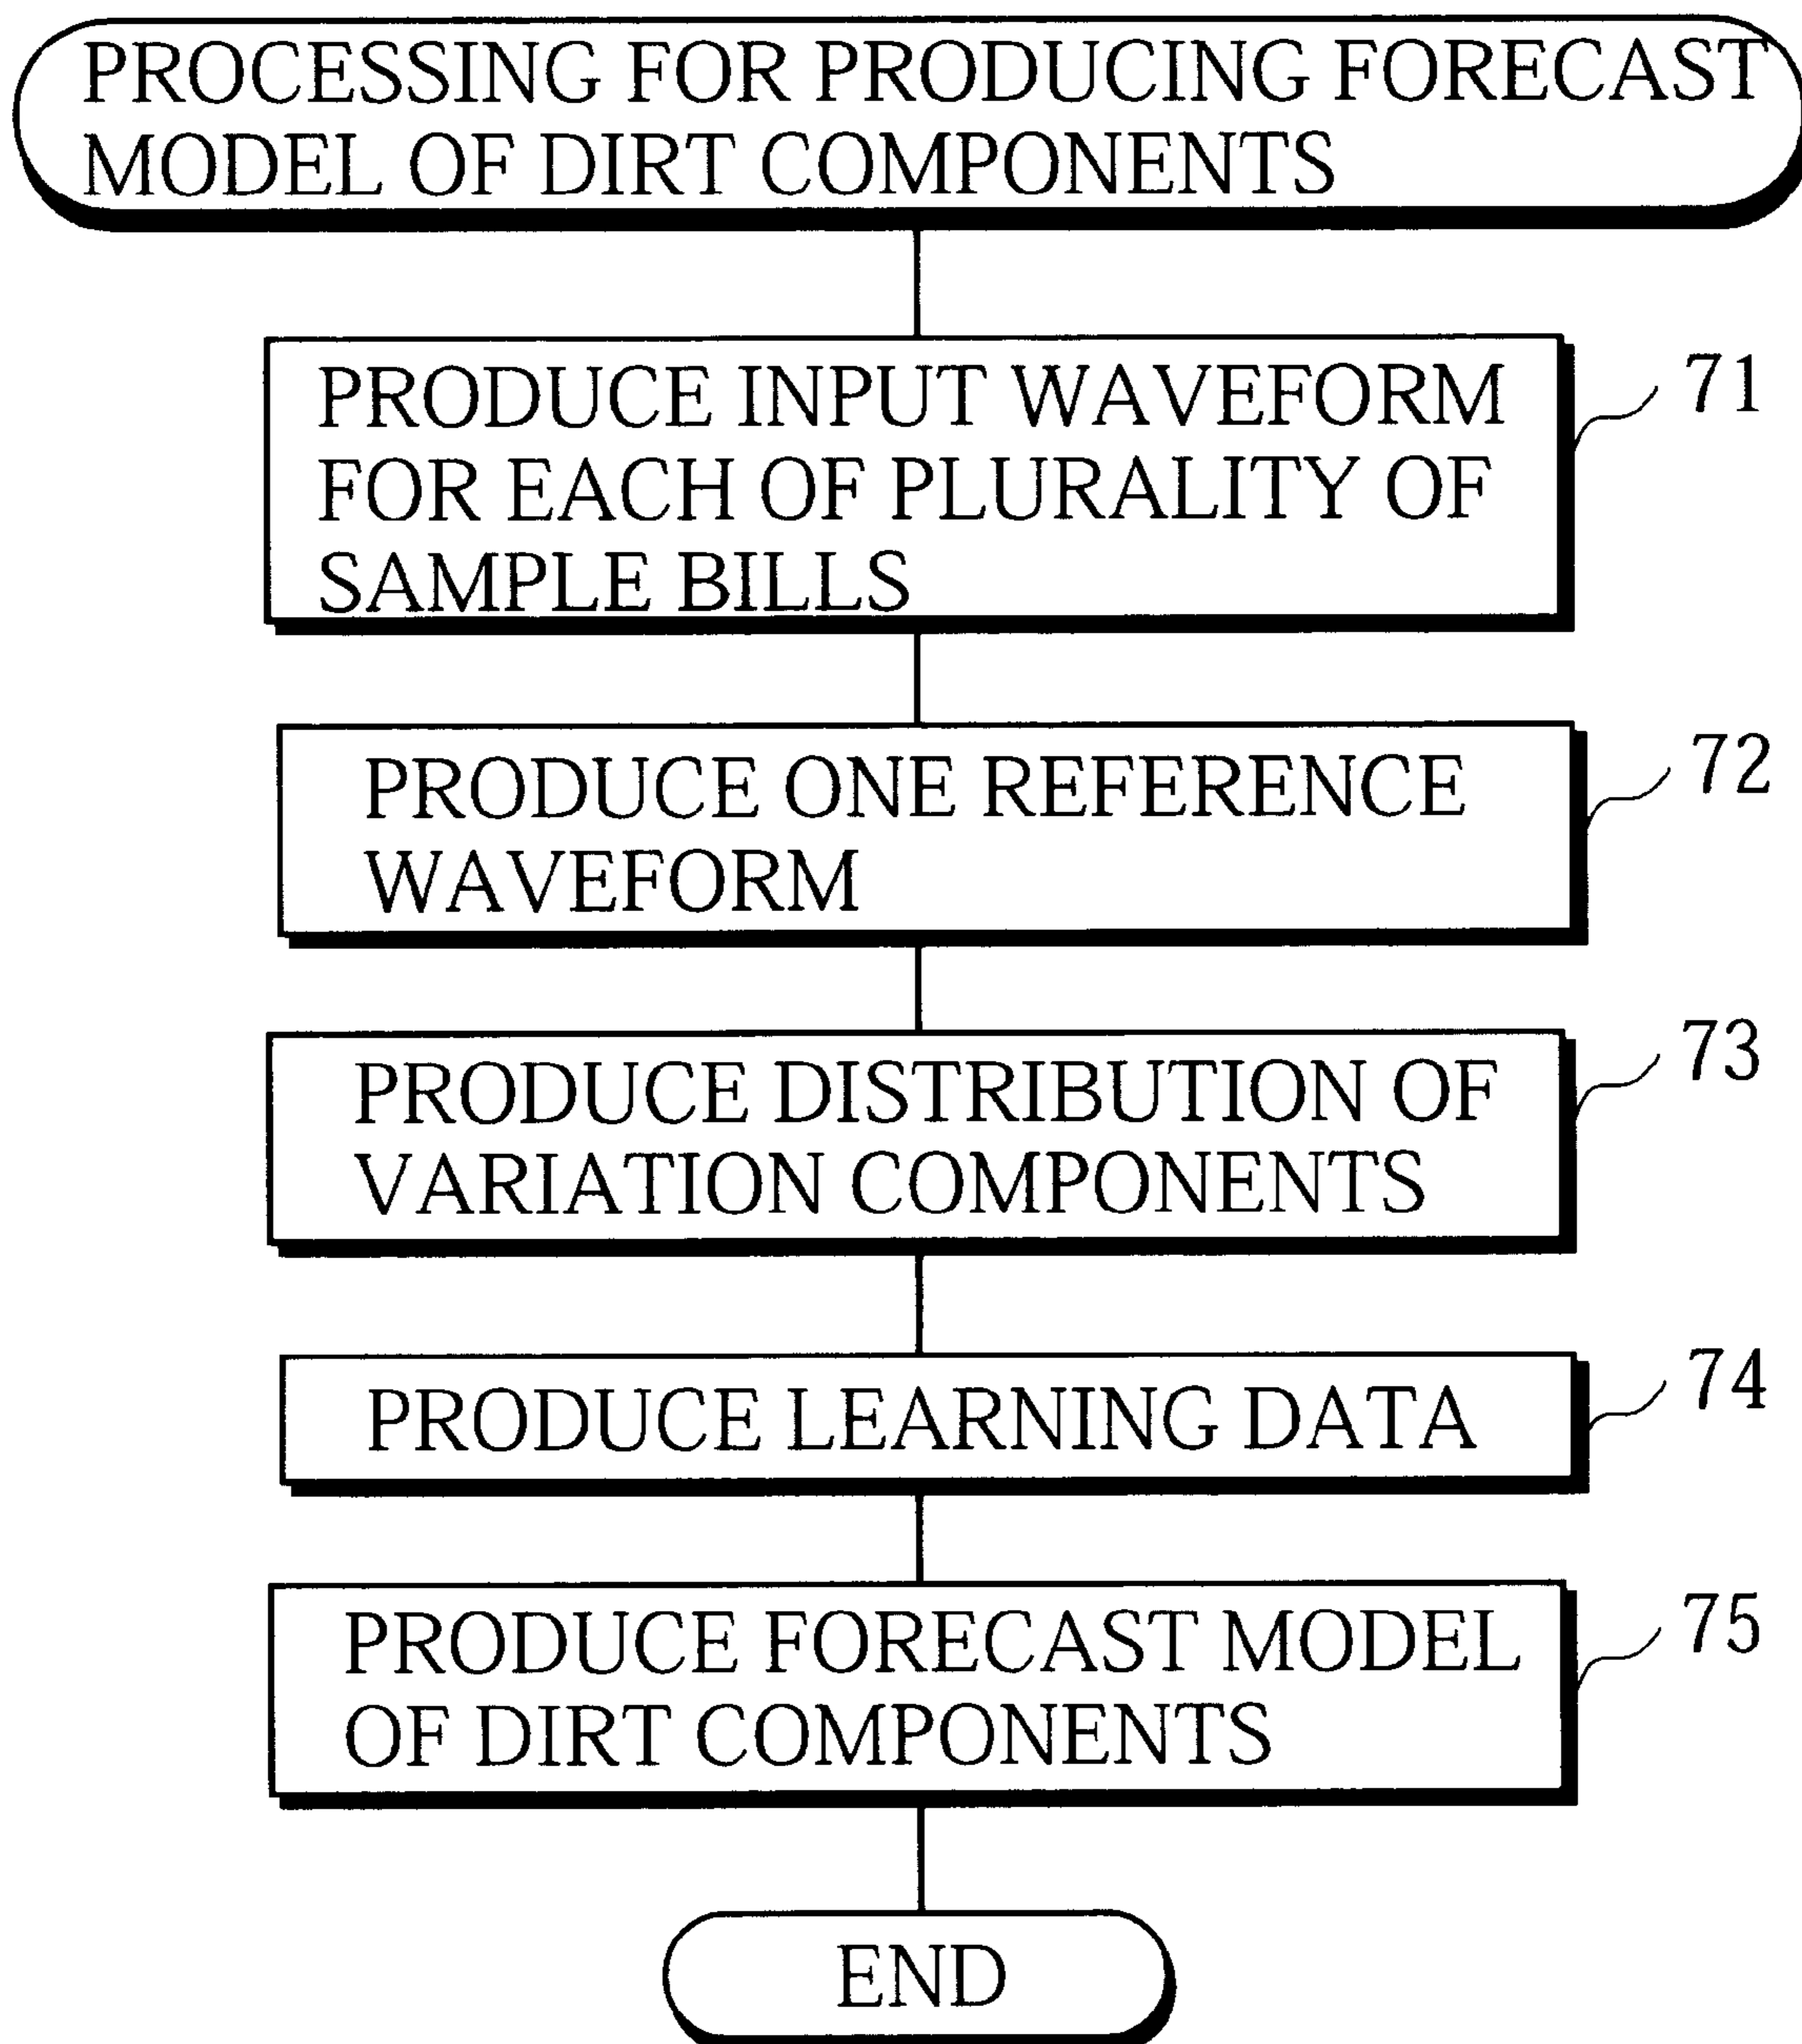 PROCESSING FOR PRODUCING FORECAST
MODEL OF DIRT COMPONENTS
PRODUCE INPUT WAVEFORM
FOR EACH OF PLURALITY OF
SAMPLE BILLS
71
PRODUCE ONE REFERENCE
WAVEFORM
72
PRODUCE DISTRIBUTION OF
VARIATION COMPONENTS
73
PRODUCE LEARNING DATA
74
PRODUCE FORECAST MODEL
OF DIRT COMPONENTS
75
END